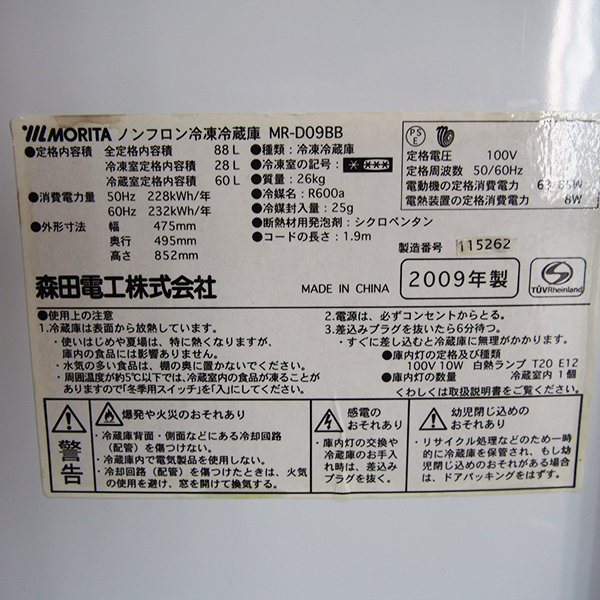 MORITA ノンフロン冷凍冷蔵庫 MR-D09BB
●定格内容積 全定格内容積 88L
冷凍室定格内容積 28L
冷蔵室定格内容積 60L
●消費電力量 50Hz 228kWh/年
60Hz 232kWh/年
●外形寸法 幅 475mm
奥行 495mm
高さ 852mm
●種類:冷凍冷蔵庫
●冷凍室の記号:
●質量:26kg
●冷媒名:R600a
●冷媒封入量:25g
●断熱材用発泡剤:シクロペンタン
●コードの長さ:1.9m
PS
E
定格電圧 100V
定格周波数 50/60Hz
電動機の定格消費電力
電熱装置の定格消費電力 8W
製造番号 115262
森田電工株式会社
MADE IN CHINA
2009年製
TÜVRheinland
●使用上の注意
1.冷蔵庫は表面から放熱しています。
・使いはじめや夏場は、特に熱くなりますが、
庫内の食品には影響ありません。
・水気の多い食品は、棚の奥に置かないでください。
・周囲温度が約5℃以下では、冷蔵室内の食品が凍ることが
ありますので「冬季用スイッチ」を「入」にしてください。
2.電源は、必ずコンセントからとる。
3.差込みプラグを抜いたら6分待つ。
・すぐに差し込むと冷蔵庫に無理がかかります。
●庫内灯の定格及び種類
100V 10W 白熱ランプ T20 E12
●庫内灯の数量 冷蔵室内 1個
くわしくは取扱説明書をご覧ください。
警告
爆発や火災のおそれあり
・冷蔵庫背面・側面などにある冷却回路
(配管)を傷つけない。
・冷蔵庫内で電気製品を使用しない。
・冷却回路(配管)を傷つけたときは、火気
の使用を避け、窓を開けて換気する。
感電の
おそれあり
・庫内灯の交換や
冷蔵庫のお手入
れ時は、差込み
プラグを抜く。
幼児閉じ込めの
おそれあり
・リサイクル処理などのため一時
的に冷蔵庫を保管され、もし幼
児閉じ込めのおそれがある場合
は、ドアパッキングをはずす。